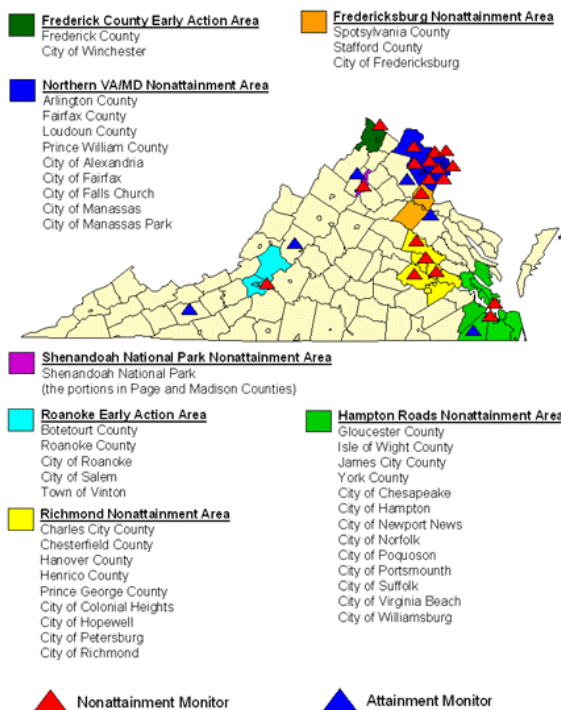 Frederick County Early Action Area
Frederick County
City of Winchester
Fredericksburg Nonattainment Area
Spotsylvania County
Stafford County
City of Fredericksburg
Northern VA/MD Nonattainment Area
Arlington County
Fairfax County
Loudoun County
Prince William County
City of Alexandria
City of Fairfax
City of Falls Church
City of Manassas
City of Manassas Park
Shenandoah National Park Nonattainment Area
Shenandoah National Park
(the portions in Page and Madison Counties)
Roanoke Early Action Area
Botetourt County
Roanoke County
City of Roanoke
City of Salem
Town of Vinton
Hampton Roads Nonattainment Area
Gloucester County
Isle of Wight County
James City County
York County
City of Chesapeake
City of Hampton
City of Newport News
City of Norfolk
City of Poquoson
City of Portsmouth
City of Suffolk
City of Virginia Beach
City of Williamsburg
Richmond Nonattainment Area
Charles City County
Chesterfield County
Hanover County
Henrico County
Prince George County
City of Colonial Heights
City of Hopewell
City of Petersburg
City of Richmond
Nonattainment Monitor
Attainment Monitor